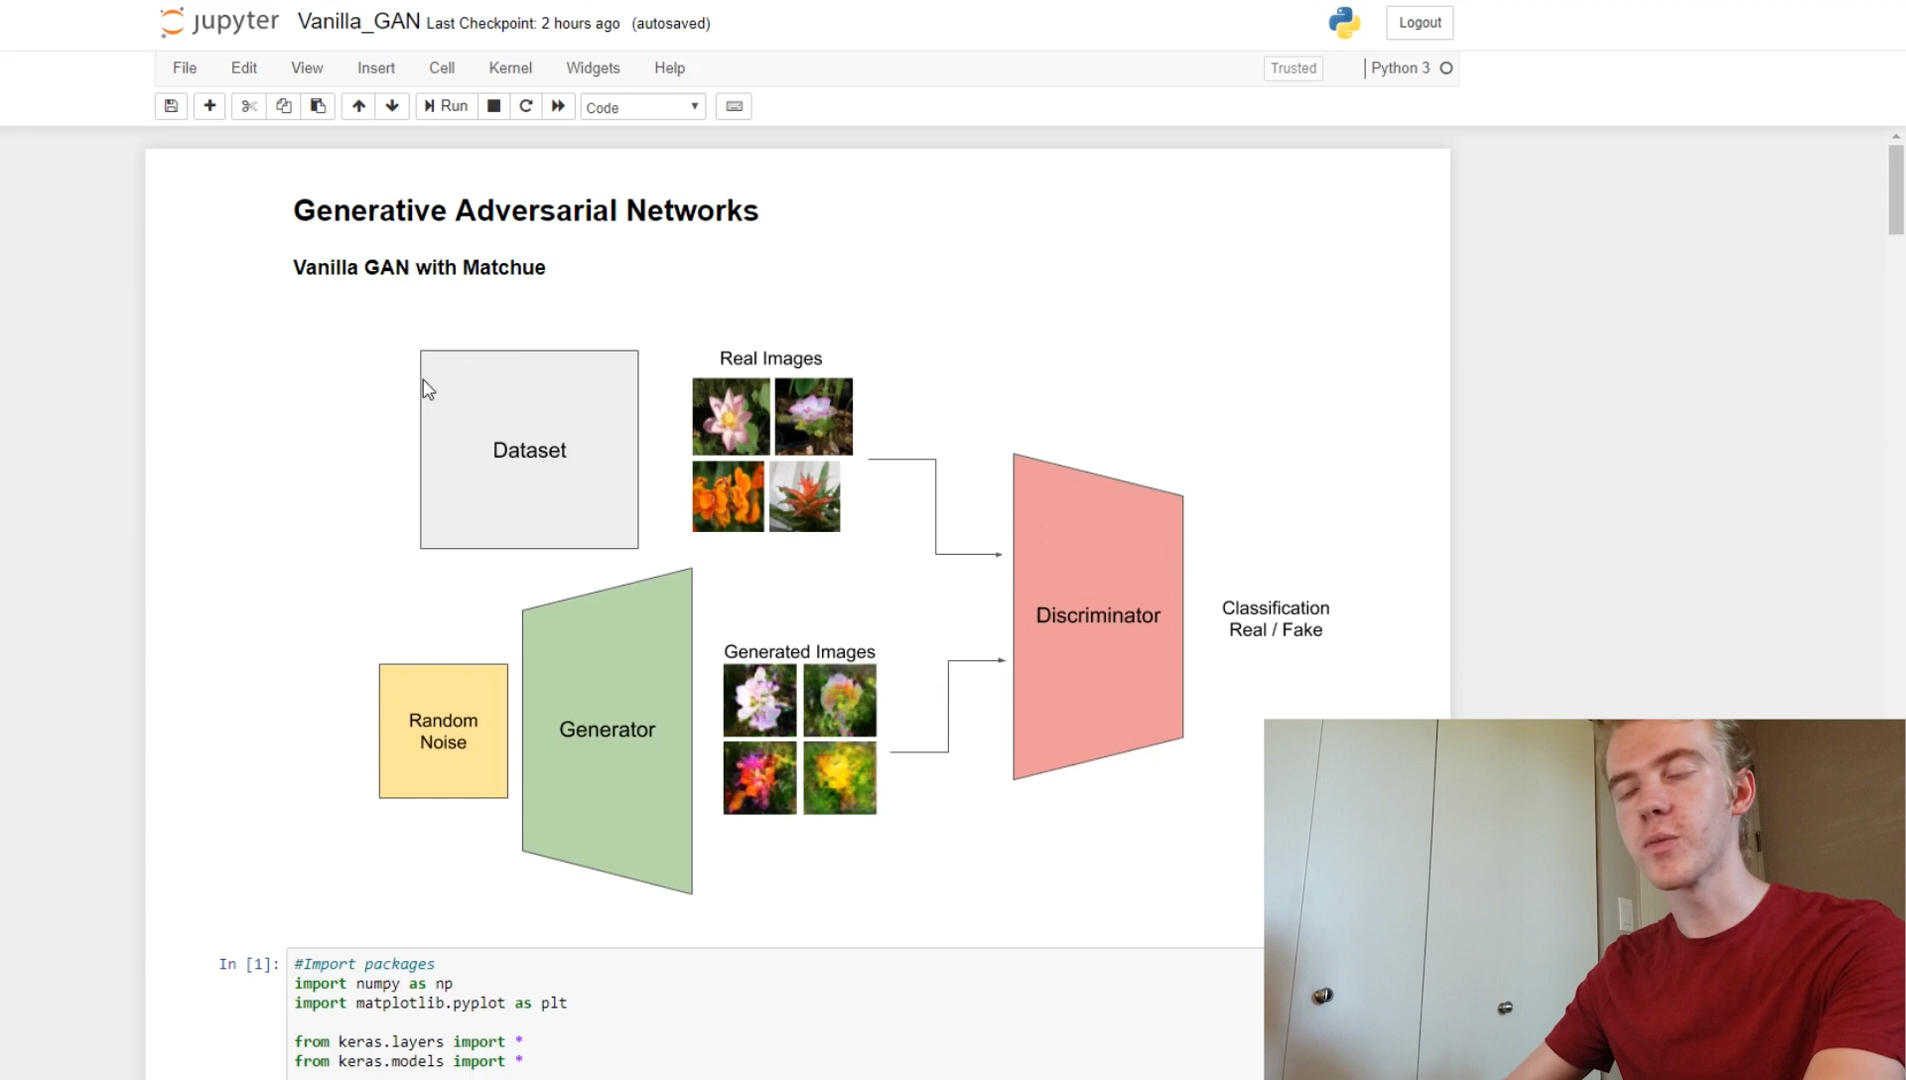 jupyter Vanilla_GAN Last Checkpoint: 2 hours ago (autosaved)
Logout
File Edit View Insert Cell Kernel Widgets Help
Trusted
Python 3
Run
Code
Generative Adversarial Networks
Vanilla GAN with Matchue
Real Images
Dataset
Discriminator
Classification
Real / Fake
Generated Images
Random
Noise
Generator
In [1]:
#Import packages
import numpy as np
import matplotlib.pyplot as plt
from keras.layers import *
from keras.models import *